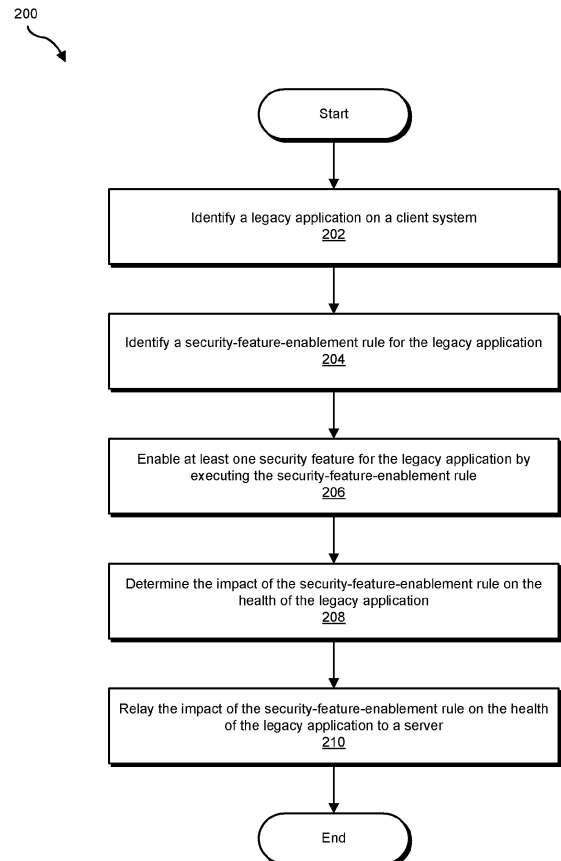 200
Start
Identify a legacy application on a client system
202
Identify a security-feature-enablement rule for the legacy application
204
Enable at least one security feature for the legacy application by
executing the security-feature-enablement rule
206
Determine the impact of the security-feature-enablement rule on the
health of the legacy application
208
Relay the impact of the security-feature-enablement rule on the health
of the legacy application to a server
210
End